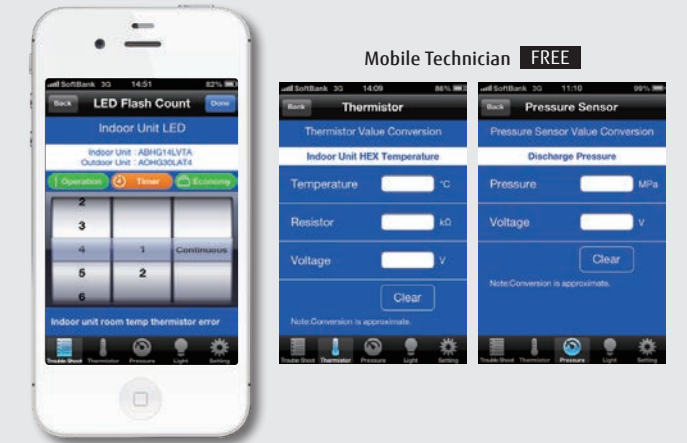 SoftBank 3G 14:51 82%
Back LED Flash Count Done
Indoor Unit LED
Indoor Unit : ABHG14LVTA
Outdoor Unit : AOHG30LAT4
Operation Timer Economy
2
3
4 1 Continuous
5 2
6
Indoor unit room temp thermistor error
Trouble Shoot Thermistor Pressure Light Setting
Mobile Technician FREE
SoftBank 3G 14:09 86%
Back Thermistor
Thermistor Value Conversion
Indoor Unit HEX Temperature
Temperature °C
Resistor kΩ
Voltage V
Clear
Note:Conversion is approximate.
Trouble Shoot Thermistor Pressure Light Setting
SoftBank 3G 11:10 99%
Back Pressure Sensor
Pressure Sensor Value Conversion
Discharge Pressure
Pressure MPa
Voltage V
Clear
Note:Conversion is approximate.
Trouble Shoot Thermistor Pressure Light Setting